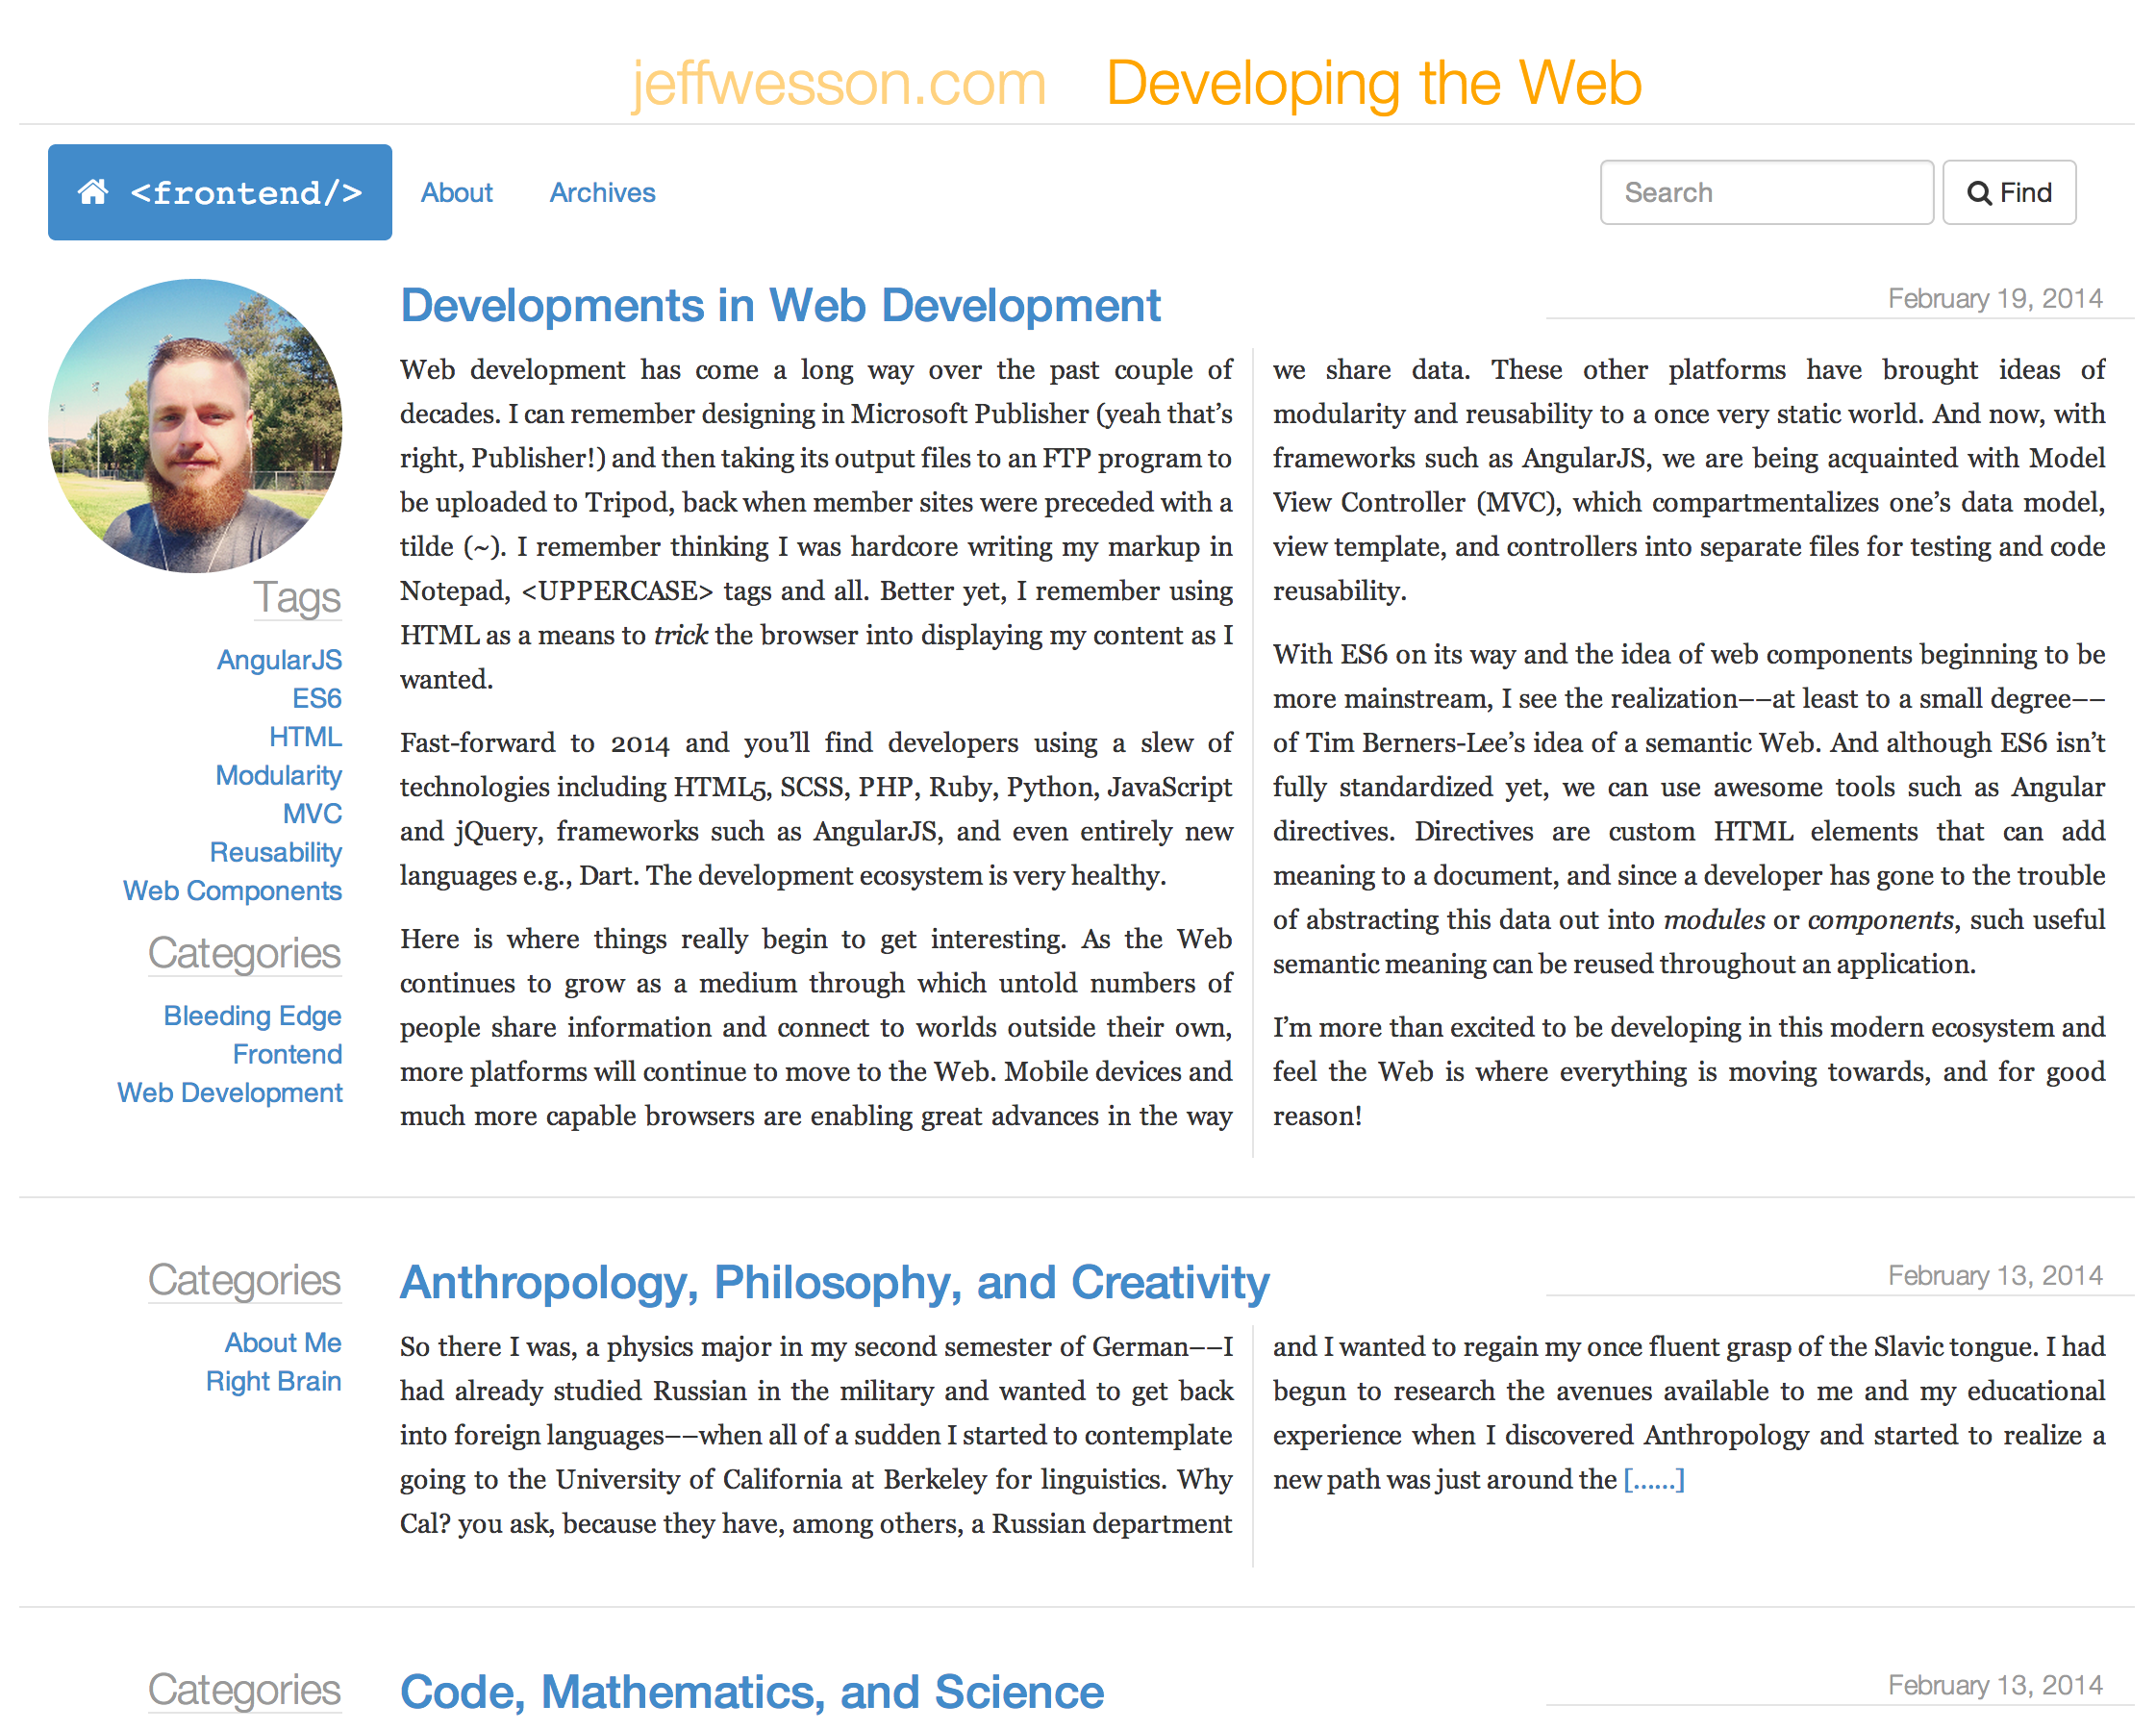 jeffwesson.com Developing the Web
<frontend/> About Archives Search Find
Developments in Web Development
February 19, 2014
Web development has come a long way over the past couple of
decades. I can remember designing in Microsoft Publisher (yeah that’s
right, Publisher!) and then taking its output files to an FTP program to
be uploaded to Tripod, back when member sites were preceded with a
tilde (~). I remember thinking I was hardcore writing my markup in
Notepad, <UPPERCASE> tags and all. Better yet, I remember using
HTML as a means to trick the browser into displaying my content as I
wanted.
Fast-forward to 2014 and you’ll find developers using a slew of
technologies including HTML5, SCSS, PHP, Ruby, Python, JavaScript
and jQuery, frameworks such as AngularJS, and even entirely new
languages e.g., Dart. The development ecosystem is very healthy.
Here is where things really begin to get interesting. As the Web
continues to grow as a medium through which untold numbers of
people share information and connect to worlds outside their own,
more platforms will continue to move to the Web. Mobile devices and
much more capable browsers are enabling great advances in the way
we share data. These other platforms have brought ideas of
modularity and reusability to a once very static world. And now, with
frameworks such as AngularJS, we are being acquainted with Model
View Controller (MVC), which compartmentalizes one’s data model,
view template, and controllers into separate files for testing and code
reusability.
With ES6 on its way and the idea of web components beginning to be
more mainstream, I see the realization––at least to a small degree––
of Tim Berners-Lee’s idea of a semantic Web. And although ES6 isn’t
fully standardized yet, we can use awesome tools such as Angular
directives. Directives are custom HTML elements that can add
meaning to a document, and since a developer has gone to the trouble
of abstracting this data out into modules or components, such useful
semantic meaning can be reused throughout an application.
I’m more than excited to be developing in this modern ecosystem and
feel the Web is where everything is moving towards, and for good
reason!
Tags
AngularJS
ES6
HTML
Modularity
MVC
Reusability
Web Components
Categories
Bleeding Edge
Frontend
Web Development
Categories
About Me
Right Brain
Anthropology, Philosophy, and Creativity
February 13, 2014
So there I was, a physics major in my second semester of German––I
had already studied Russian in the military and wanted to get back
into foreign languages––when all of a sudden I started to contemplate
going to the University of California at Berkeley for linguistics. Why
Cal? you ask, because they have, among others, a Russian department
and I wanted to regain my once fluent grasp of the Slavic tongue. I had
begun to research the avenues available to me and my educational
experience when I discovered Anthropology and started to realize a
new path was just around the [……]
Categories
Code, Mathematics, and Science
February 13, 2014